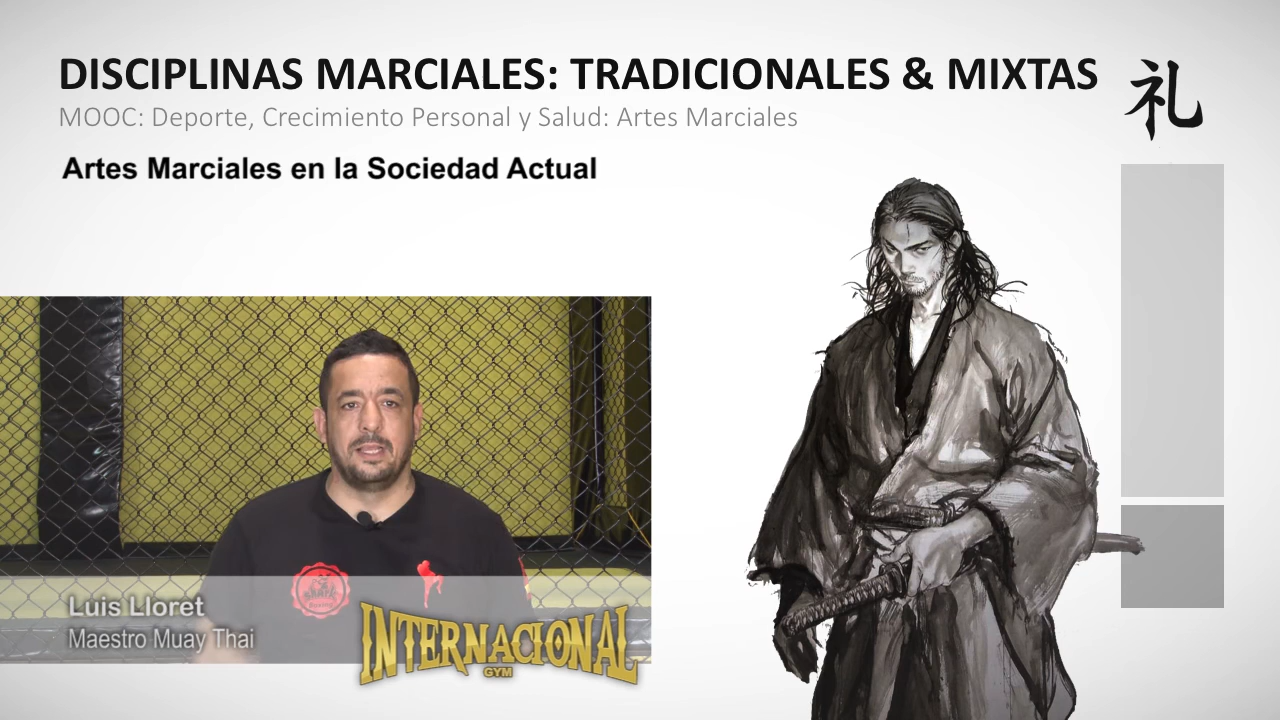 DISCIPLINAS MARCIALES: TRADICIONALES & MIXTAS 礼
MOOC: Deporte, Crecimiento Personal y Salud: Artes Marciales
Artes Marciales en la Sociedad Actual
Luis Lloret
Maestro Muay Thai
INTERNACIONAL
GYM